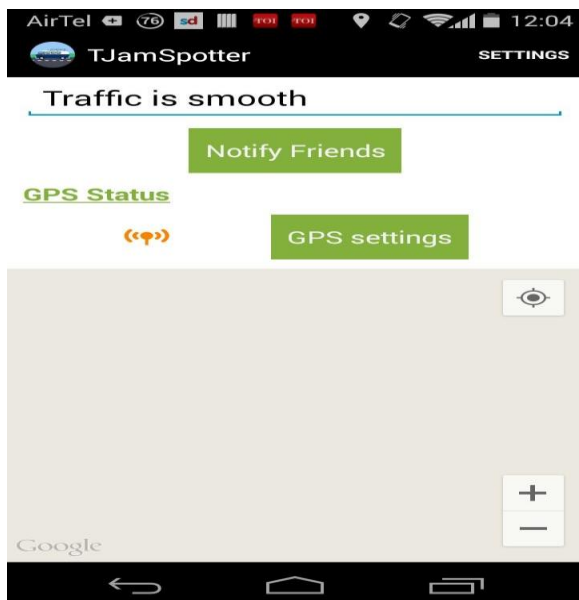 AirTel 76 sd TOI TOI 12:04
TJamSpotter SETTINGS
Traffic is smooth
Notify Friends
GPS Status
GPS settings
Google